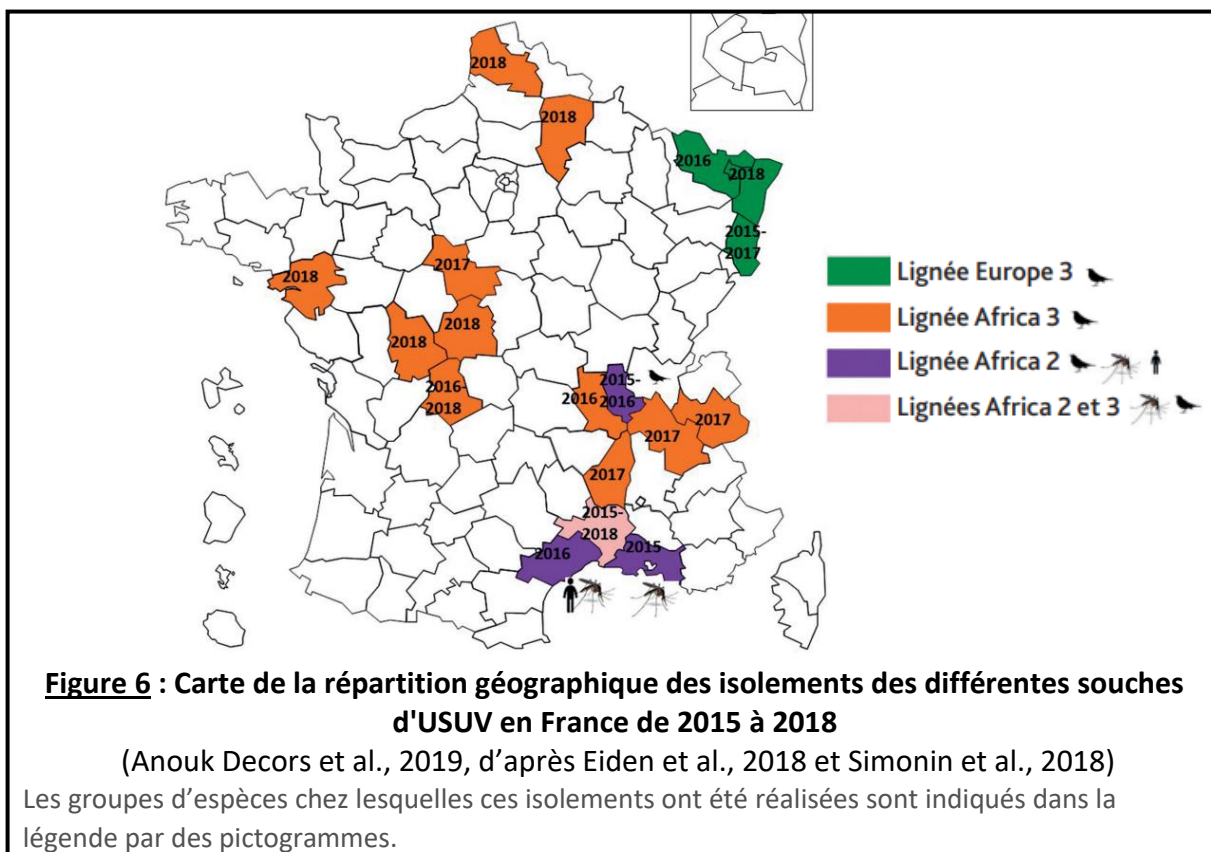 2018
2018
2016
2018
2015-
2017
2018
2017
2018
2018
2016-
2018
2015-
2016
2016
2017
2017
2017
2015-
2018
2016
2015
Lignée Europe 3
Lignée Africa 3
Lignée Africa 2
Lignées Africa 2 et 3
Figure 6 : Carte de la répartition géographique des isolements des différentes souches
d'USUV en France de 2015 à 2018
(Anouk Decors et al., 2019, d’après Eiden et al., 2018 et Simonin et al., 2018)
Les groupes d’espèces chez lesquelles ces isolements ont été réalisées sont indiqués dans la
légende par des pictogrammes.